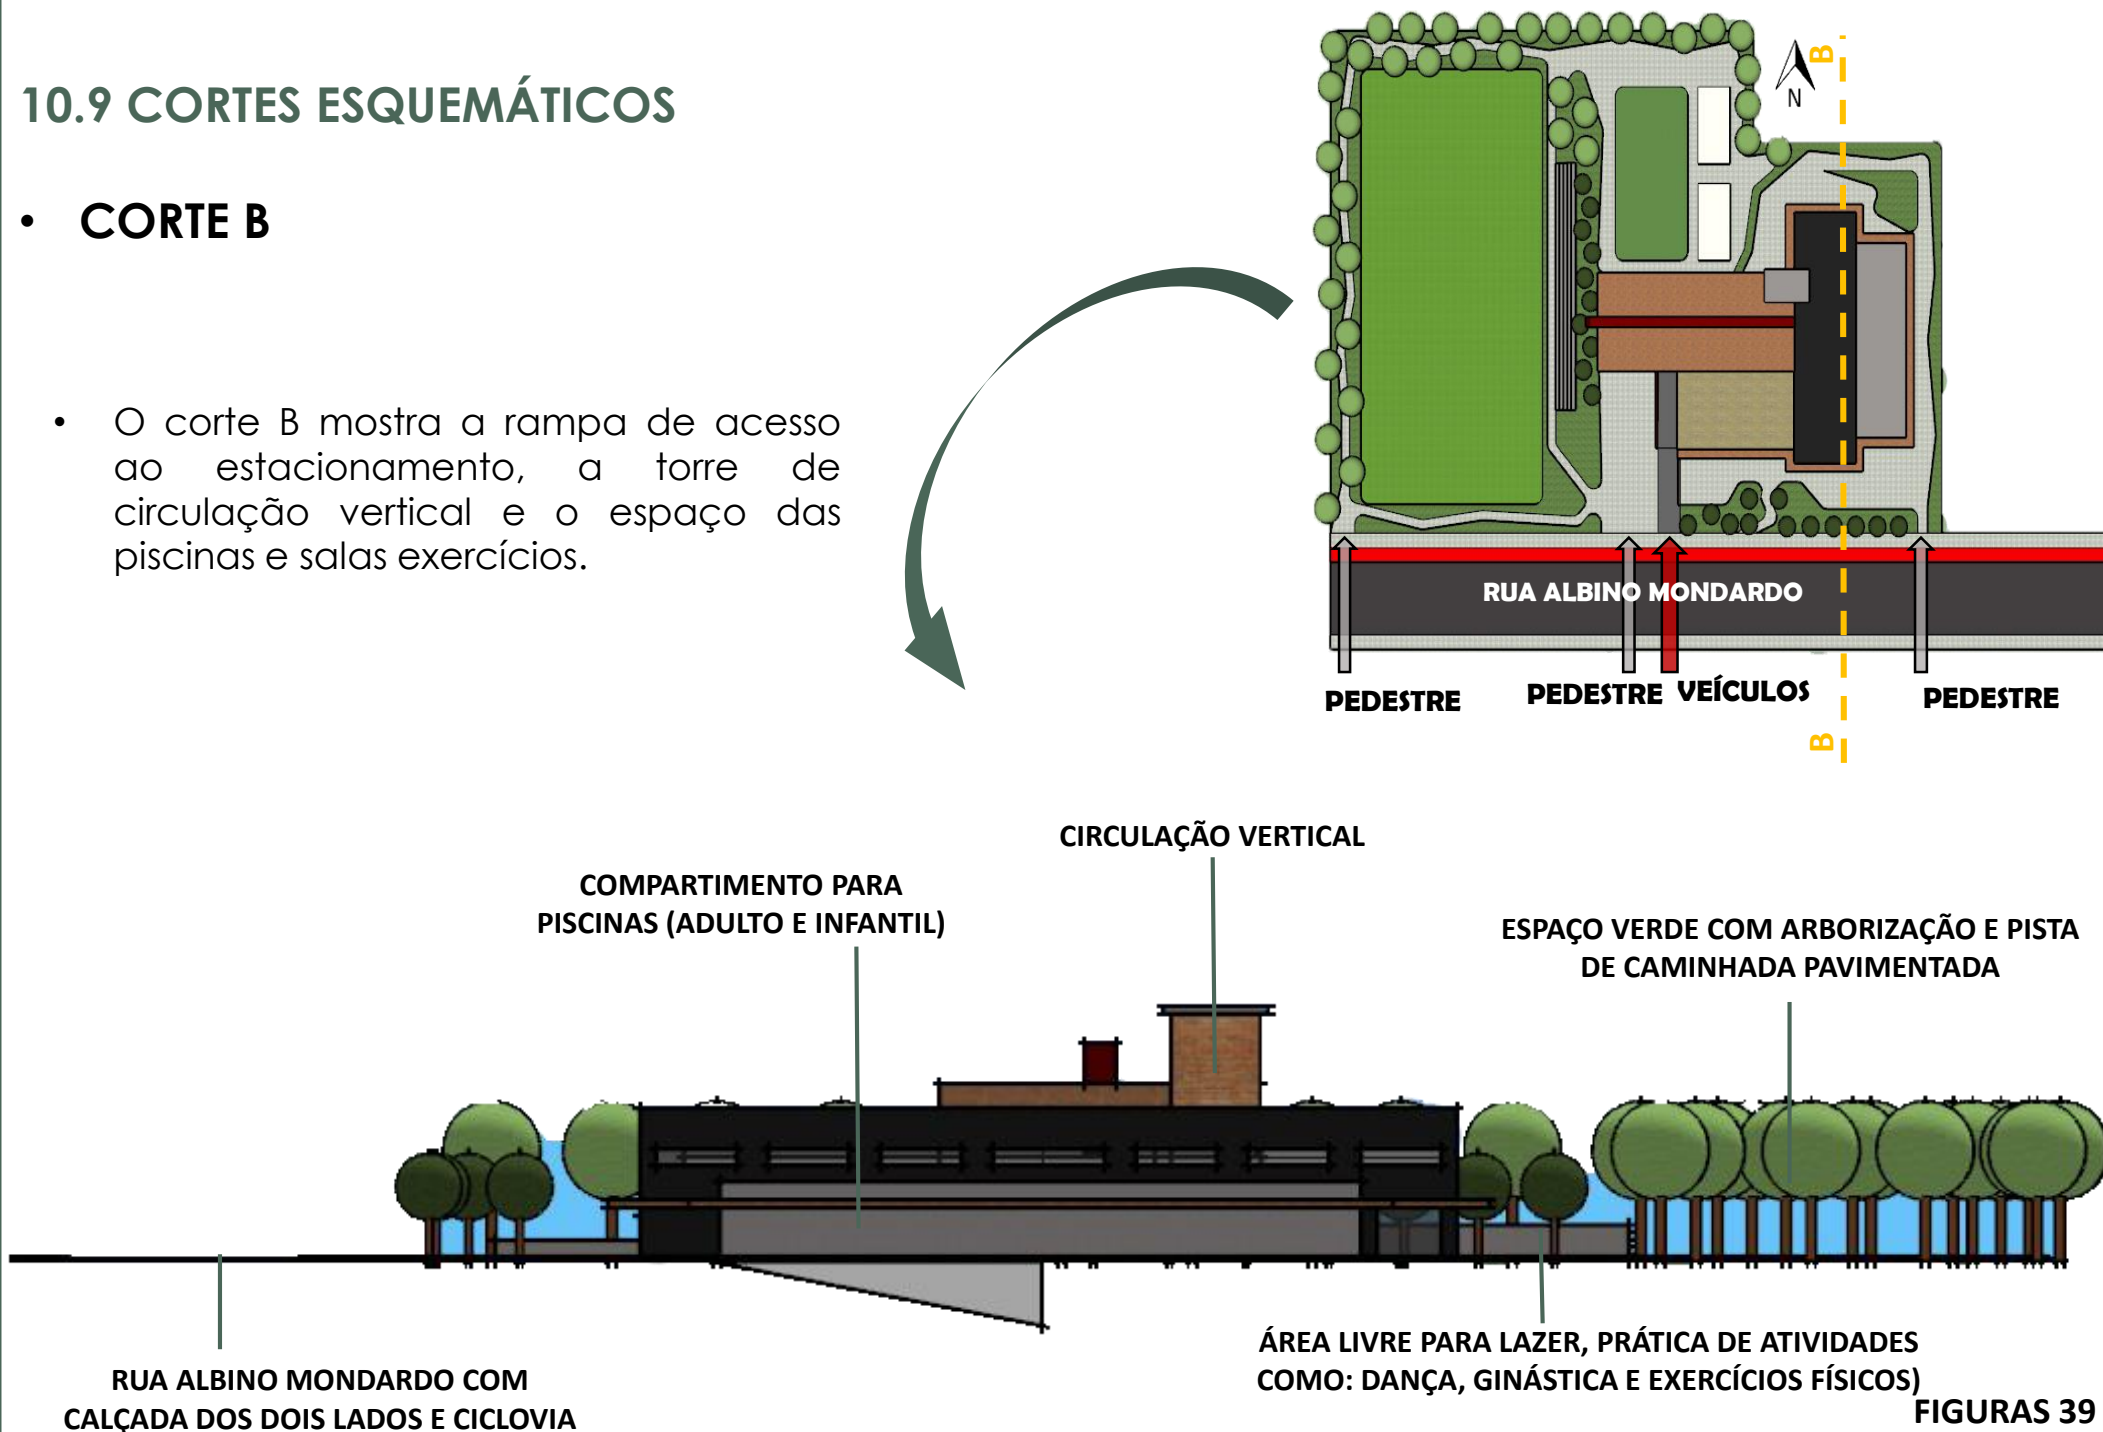 10.9 CORTES ESQUEMÁTICOS
• CORTE B
• O corte B mostra a rampa de acesso
ao estacionamento, a torre de
circulação vertical e o espaço das
piscinas e salas exercícios.
B
N
RUA ALBINO MONDARDO
PEDESTRE
PEDESTRE
VEÍCULOS
PEDESTRE
B
CIRCULAÇÃO VERTICAL
COMPARTIMENTO PARA
PISCINAS (ADULTO E INFANTIL)
ESPAÇO VERDE COM ARBORIZAÇÃO E PISTA
DE CAMINHADA PAVIMENTADA
ÁREA LIVRE PARA LAZER, PRÁTICA DE ATIVIDADES
COMO: DANÇA, GINÁSTICA E EXERCÍCIOS FÍSICOS)
RUA ALBINO MONDARDO COM
CALÇADA DOS DOIS LADOS E CICLOVIA
FIGURAS 39